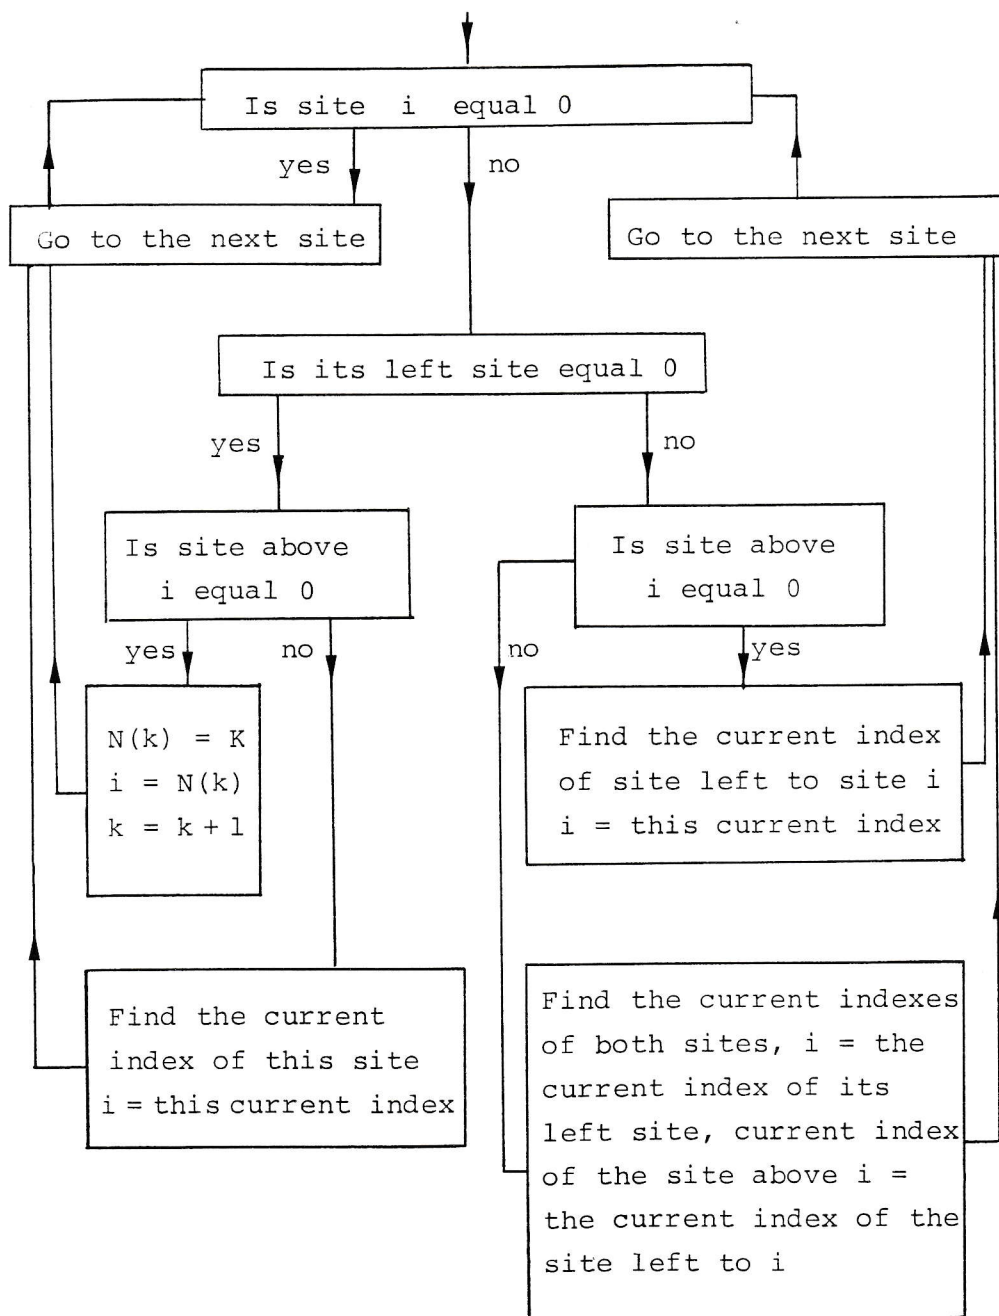 Is site i equal 0
yes
no
Go to the next site
Go to the next site
Is its left site equal 0
yes
no
Is site above
i equal 0
Is site above
i equal 0
yes
no
no
yes
N(k) = K
i = N(k)
k = k + 1
Find the current index
of site left to site i
i = this current index
Find the current
index of this site
i = this current index
Find the current indexes
of both sites, i = the
current index of its
left site, current index
of the site above i =
the current index of the
site left to i